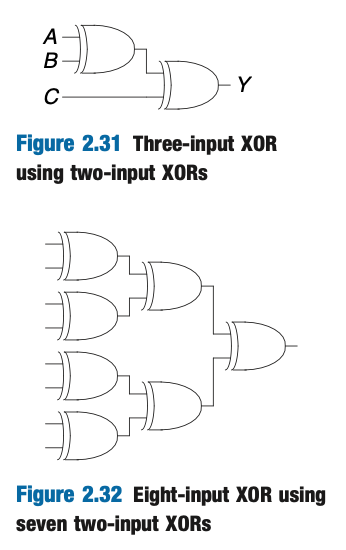 A
B
C
Y
Figure 2.31 Three-input XOR
using two-input XORs
Figure 2.32 Eight-input XOR using
seven two-input XORs